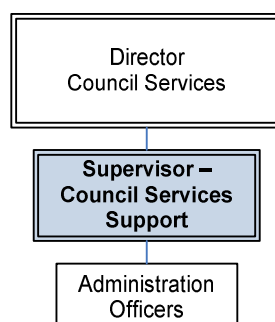 Director
Council Services
Supervisor –
Council Services
Support
Administration
Officers